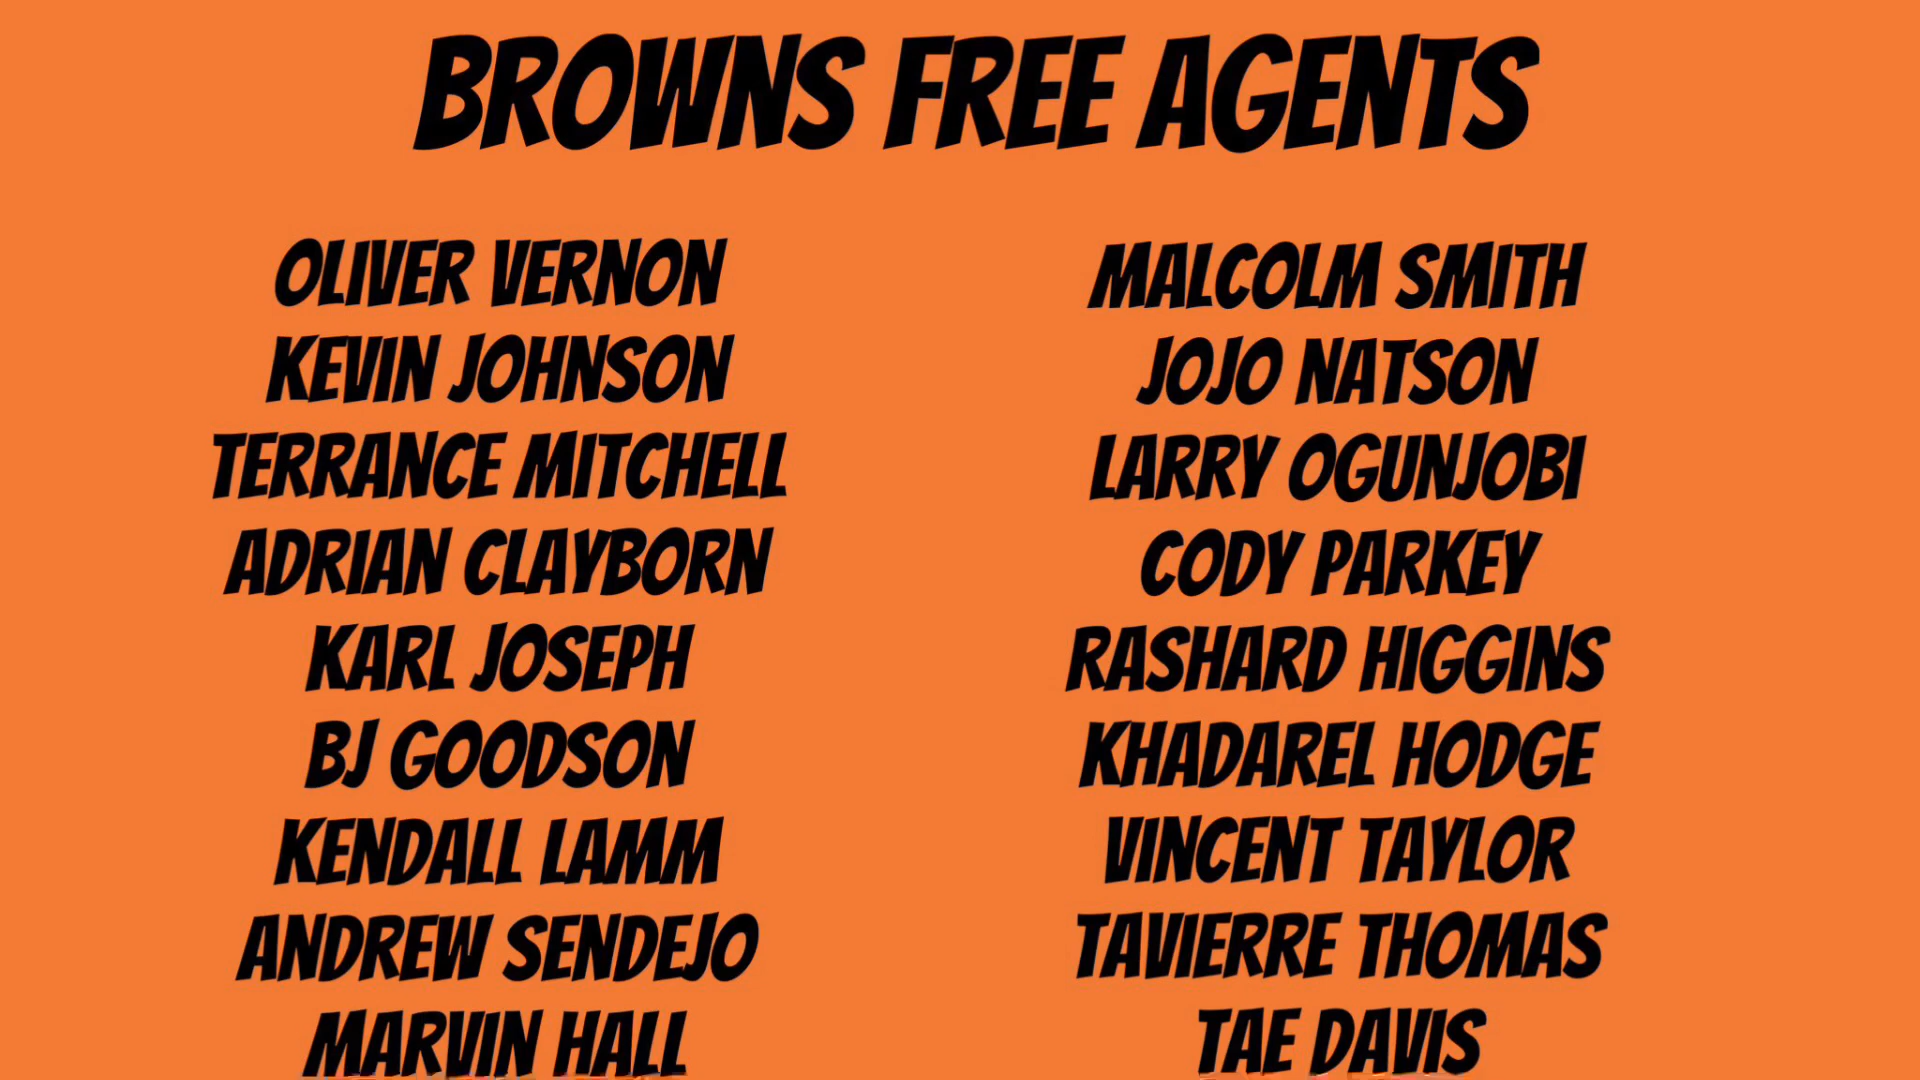 BROWNS FREE AGENTS
OLIVER VERNON
KEVIN JOHNSON
TERRANCE MITCHELL
ADRIAN CLAYBORN
KARL JOSEPH
BJ GOODSON
KENDALL LAMM
ANDREW SENDEJO
MARVIN HALL
MALCOLM SMITH
JOJO NATSON
LARRY OGUNJOBI
CODY PARKEY
RASHARD HIGGINS
KHADAREL HODGE
VINCENT TAYLOR
TAVIERRE THOMAS
TAE DAVIS